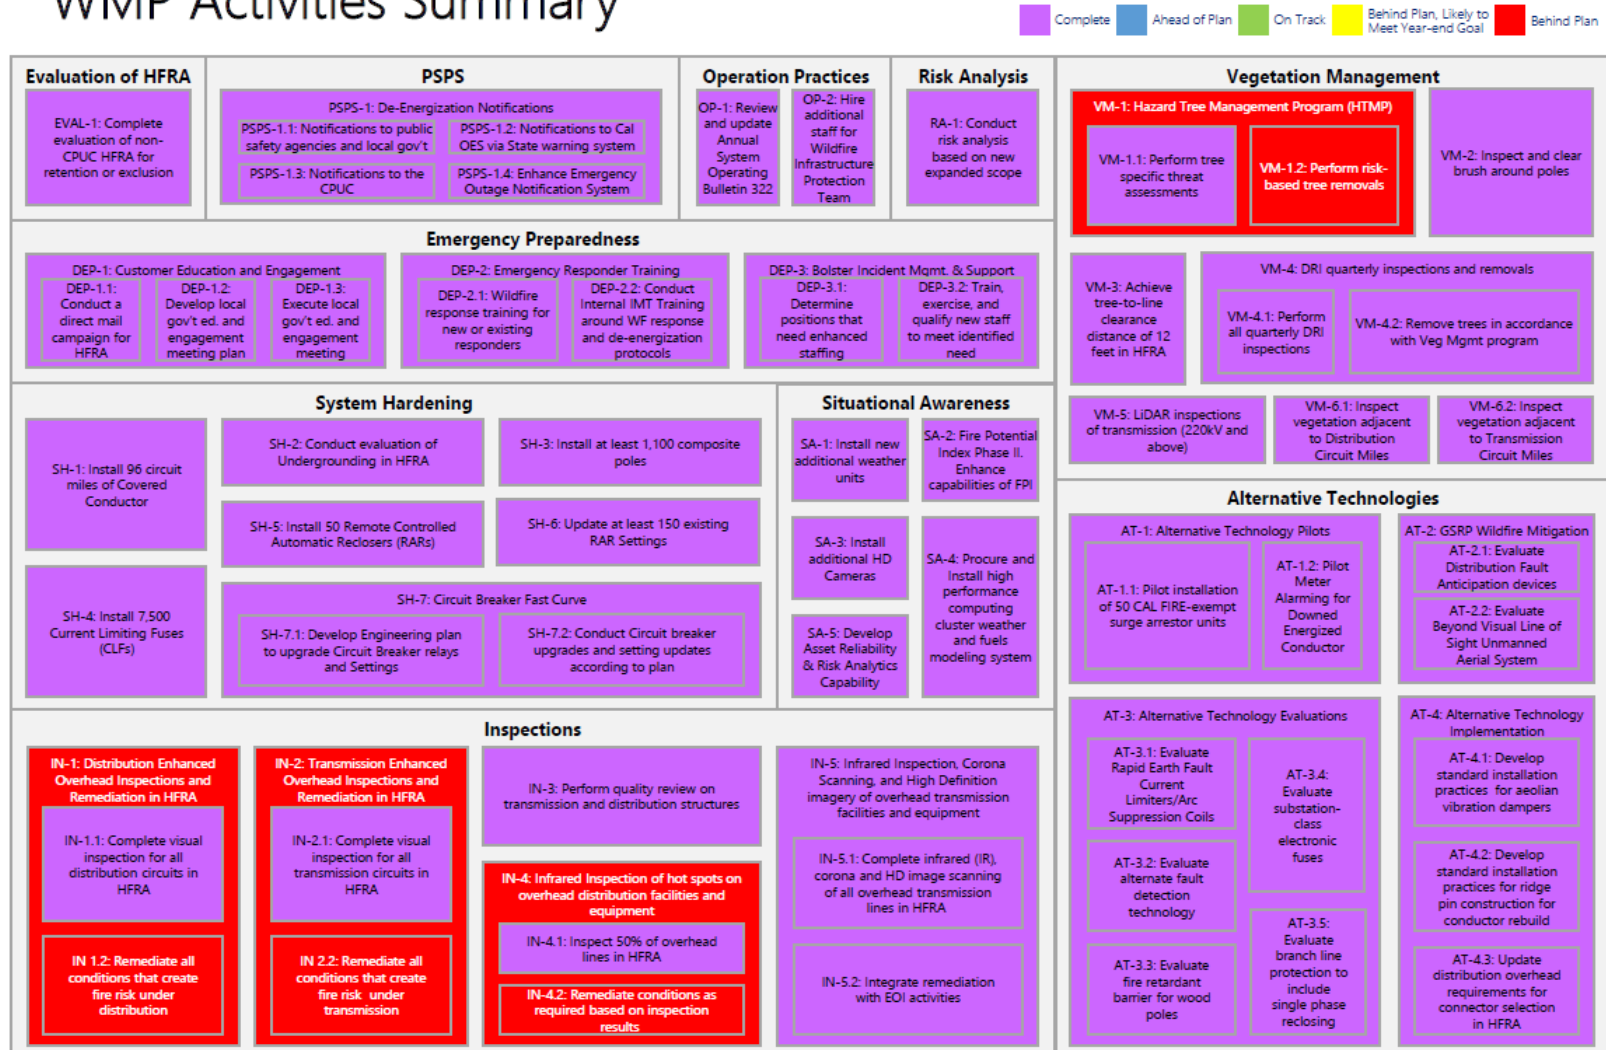 WMP Activities Summary
Complete
Ahead of Plan
On Track
Behind Plan, Likely to
Meet Year-end Goal
Behind Plan
Evaluation of HFRA
EVAL-1: Complete
evaluation of non-
CPUC HFRA for
retention or exclusion
PSPS
PSPS-1: De-Energization Notifications
PSPS-1.1: Notifications to public
safety agencies and local gov't
PSPS-1.2: Notifications to Cal
OES via State warning system
PSPS-1.3: Notifications to the
CPUC
PSPS-1.4: Enhance Emergency
Outage Notification System
Operation Practices
OP-1: Review
and update
Annual
System
Operating
Bulletin 322
OP-2: Hire
additional
staff for
Wildfire
Infrastructure
Protection
Team
Risk Analysis
RA-1: Conduct
risk analysis
based on new
expanded scope
Vegetation Management
VM-1: Hazard Tree Management Program (HTMP)
VM-1.1: Perform tree
specific threat
assessments
VM-1.2: Perform risk-
based tree removals
VM-2: Inspect and clear
brush around poles
VM-3: Achieve
tree-to-line
clearance
distance of 12
feet in HFRA
VM-4: DRI quarterly inspections and removals
VM-4.1: Perform
all quarterly DRI
inspections
VM-4.2: Remove trees in accordance
with Veg Mgmt program
VM-5: LiDAR inspections
of transmission (220kV and
above)
VM-6.1: Inspect
vegetation adjacent
to Distribution
Circuit Miles
VM-6.2: Inspect
vegetation adjacent
to Transmission
Circuit Miles
Emergency Preparedness
DEP-1: Customer Education and Engagement
DEP-1.1:
Conduct a
direct mail
campaign for
HFRA
DEP-1.2:
Develop local
gov't ed. and
engagement
meeting plan
DEP-1.3:
Execute local
gov't ed. and
engagement
meeting
DEP-2: Emergency Responder Training
DEP-2.1: Wildfire
response training for
new or existing
responders
DEP-2.2: Conduct
Internal IMT Training
around WF response
and de-energization
protocols
DEP-3: Bolster Incident Mgmt. & Support
DEP-3.1:
Determine
positions that
need enhanced
staffing
DEP-3.2: Train,
exercise, and
qualify new staff
to meet identified
need
System Hardening
SH-1: Install 96 circuit
miles of Covered
Conductor
SH-2: Conduct evaluation of
Undergrounding in HFRA
SH-3: Install at least 1,100 composite
poles
SH-5: Install 50 Remote Controlled
Automatic Reclosers (RARs)
SH-6: Update at least 150 existing
RAR Settings
SH-4: Install 7,500
Current Limiting Fuses
(CLFs)
SH-7: Circuit Breaker Fast Curve
SH-7.1: Develop Engineering plan
to upgrade Circuit Breaker relays
and Settings
SH-7.2: Conduct Circuit breaker
upgrades and setting updates
according to plan
Situational Awareness
SA-1: Install new
additional weather
units
SA-2: Fire Potential
Index Phase II.
Enhance
capabilities of FPI
SA-3: Install
additional HD
Cameras
SA-4: Procure and
Install high
performance
computing
cluster weather
and fuels
modeling system
SA-5: Develop
Asset Reliability
& Risk Analytics
Capability
Alternative Technologies
AT-1: Alternative Technology Pilots
AT-1.1: Pilot installation
of 50 CAL FIRE-exempt
surge arrestor units
AT-1.2: Pilot
Meter
Alarming for
Downed
Energized
Conductor
AT-2: GSRP Wildfire Mitigation
AT-2.1: Evaluate
Distribution Fault
Anticipation devices
AT-2.2: Evaluate
Beyond Visual Line of
Sight Unmanned
Aerial System
AT-3: Alternative Technology Evaluations
AT-3.1: Evaluate
Rapid Earth Fault
Current
Limiters/Arc
Suppression Coils
AT-3.2: Evaluate
alternate fault
detection
technology
AT-3.3: Evaluate
fire retardant
barrier for wood
poles
AT-3.4:
Evaluate
substation-
class
electronic
fuses
AT-3.5:
Evaluate
branch line
protection to
include
single phase
reclosing
AT-4: Alternative Technology
Implementation
AT-4.1: Develop
standard installation
practices for aeolian
vibration dampers
AT-4.2: Develop
standard installation
practices for ridge
pin construction for
conductor rebuild
AT-4.3: Update
distribution overhead
requirements for
connector selection
in HFRA
Inspections
IN-1: Distribution Enhanced
Overhead Inspections and
Remediation in HFRA
IN-1.1: Complete visual
inspection for all
distribution circuits in
HFRA
IN 1.2: Remediate all
conditions that create
fire risk under
distribution
IN-2: Transmission Enhanced
Overhead Inspections and
Remediation in HFRA
IN-2.1: Complete visual
inspection for all
transmission circuits in
HFRA
IN 2.2: Remediate all
conditions that create
fire risk under
transmission
IN-3: Perform quality review on
transmission and distribution structures
IN-4: Infrared Inspection of hot spots on
overhead distribution facilities and
equipment
IN-4.1: Inspect 50% of overhead
lines in HFRA
IN-4.2: Remediate conditions as
required based on inspection
results
IN-5: Infrared Inspection, Corona
Scanning, and High Definition
imagery of overhead transmission
facilities and equipment
IN-5.1: Complete infrared (IR),
corona and HD image scanning
of all overhead transmission
lines in HFRA
IN-5.2: Integrate remediation
with EOI activities